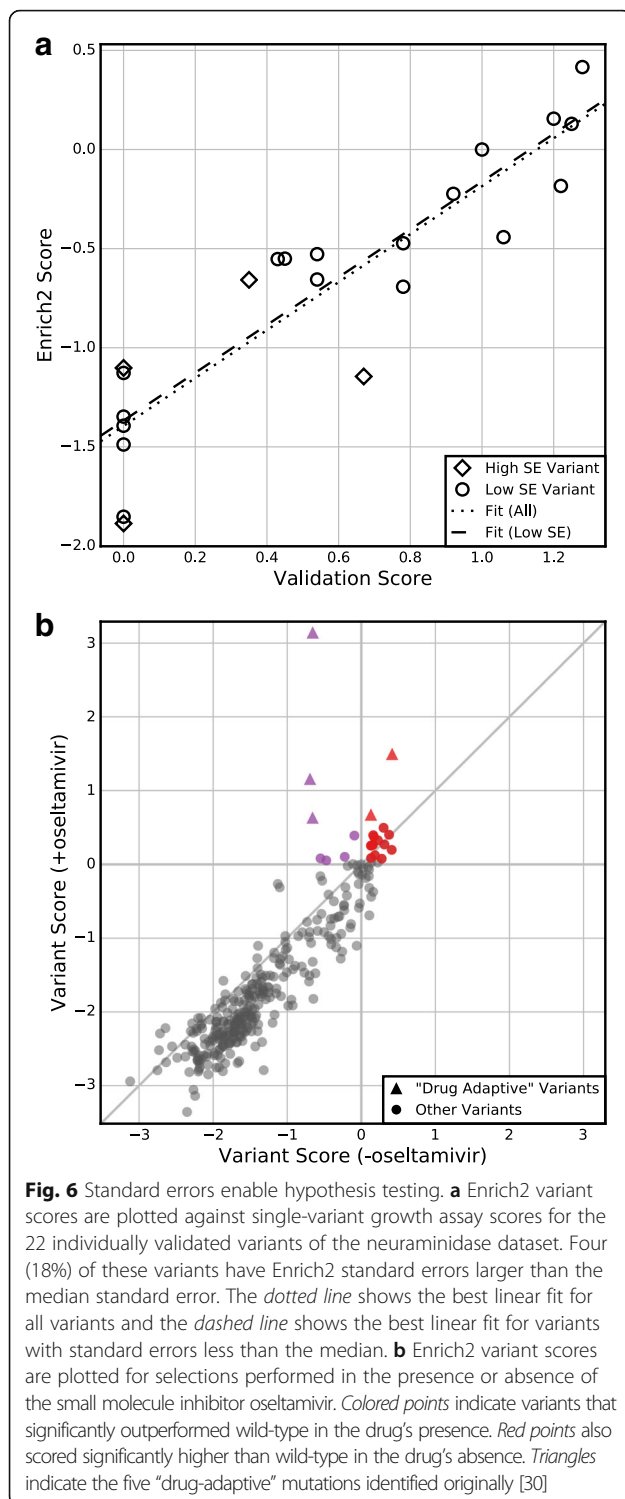 a
0.5
0.0
−0.5
−1.0
−1.5
−2.0
Enrich2 Score
High SE Variant
Low SE Variant
Fit (All)
Fit (Low SE)
0.0 0.2 0.4 0.6 0.8 1.0 1.2
Validation Score
b
3
2
1
0
−1
−2
−3
Variant Score (+oseltamivir)
"Drug Adaptive" Variants
Other Variants
−3 −2 −1 0 1 2 3
Variant Score (-oseltamivir)
Fig. 6 Standard errors enable hypothesis testing. a Enrich2 variant
scores are plotted against single-variant growth assay scores for the
22 individually validated variants of the neuraminidase dataset. Four
(18%) of these variants have Enrich2 standard errors larger than the
median standard error. The dotted line shows the best linear fit for
all variants and the dashed line shows the best linear fit for variants
with standard errors less than the median. b Enrich2 variant scores
are plotted for selections performed in the presence or absence of
the small molecule inhibitor oseltamivir. Colored points indicate variants that
significantly outperformed wild-type in the drug's presence. Red points also
scored significantly higher than wild-type in the drug's absence. Triangles
indicate the five "drug-adaptive" mutations identified originally [30]